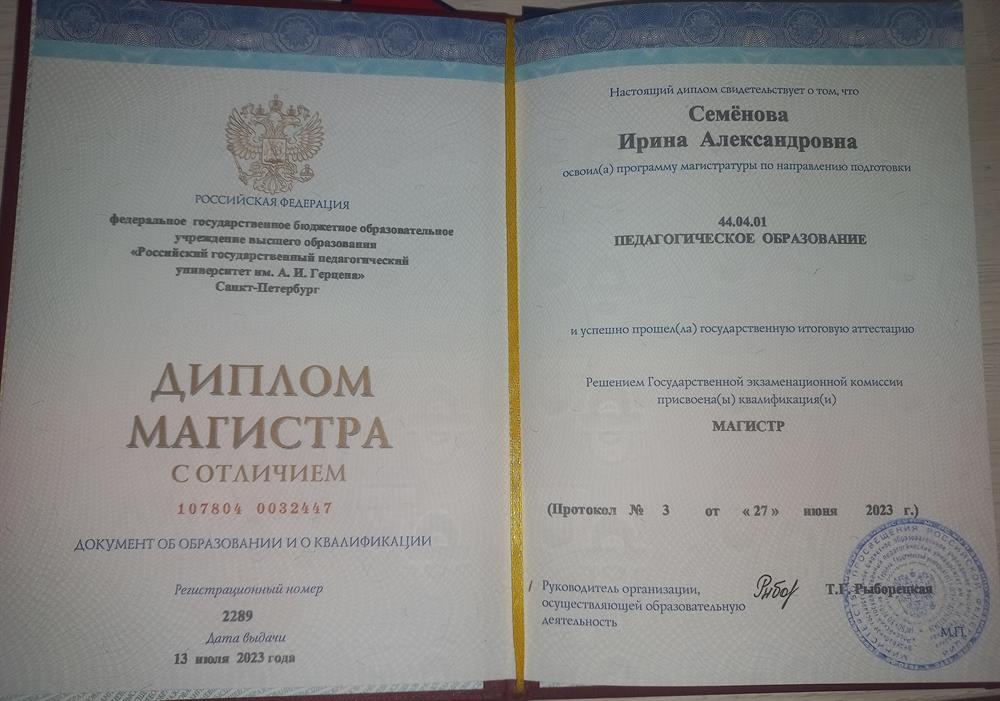 РОССИЙСКАЯ ФЕДЕРАЦИЯ
федеральное государственное бюджетное образовательное
учреждение высшего образования
«Российский государственный педагогический
университет им. А. И. Герцена»
Санкт-Петербург
ДИПЛОМ
МАГИСТРА
С ОТЛИЧИЕМ
107804 0032447
ДОКУМЕНТ ОБ ОБРАЗОВАНИИ И О КВАЛИФИКАЦИИ
Регистрационный номер
2289
Дата выдачи
13 июля 2023 года
Настоящий диплом свидетельствует о том, что
Семёнова
Ирина Александровна
освоил(а) программу магистратуры по направлению подготовки
44.04.01
ПЕДАГОГИЧЕСКОЕ ОБРАЗОВАНИЕ
и успешно прошел(ла) государственную итоговую аттестацию
Решением Государственной экзаменационной комиссии
присвоена(ы) квалификация(и)
МАГИСТР
(Протокол № 3 от «27» июня 2023 г.)
/ Руководитель организации,
осуществляющей образовательную
деятельность
Т.Г. Рыборецкая
М.П.